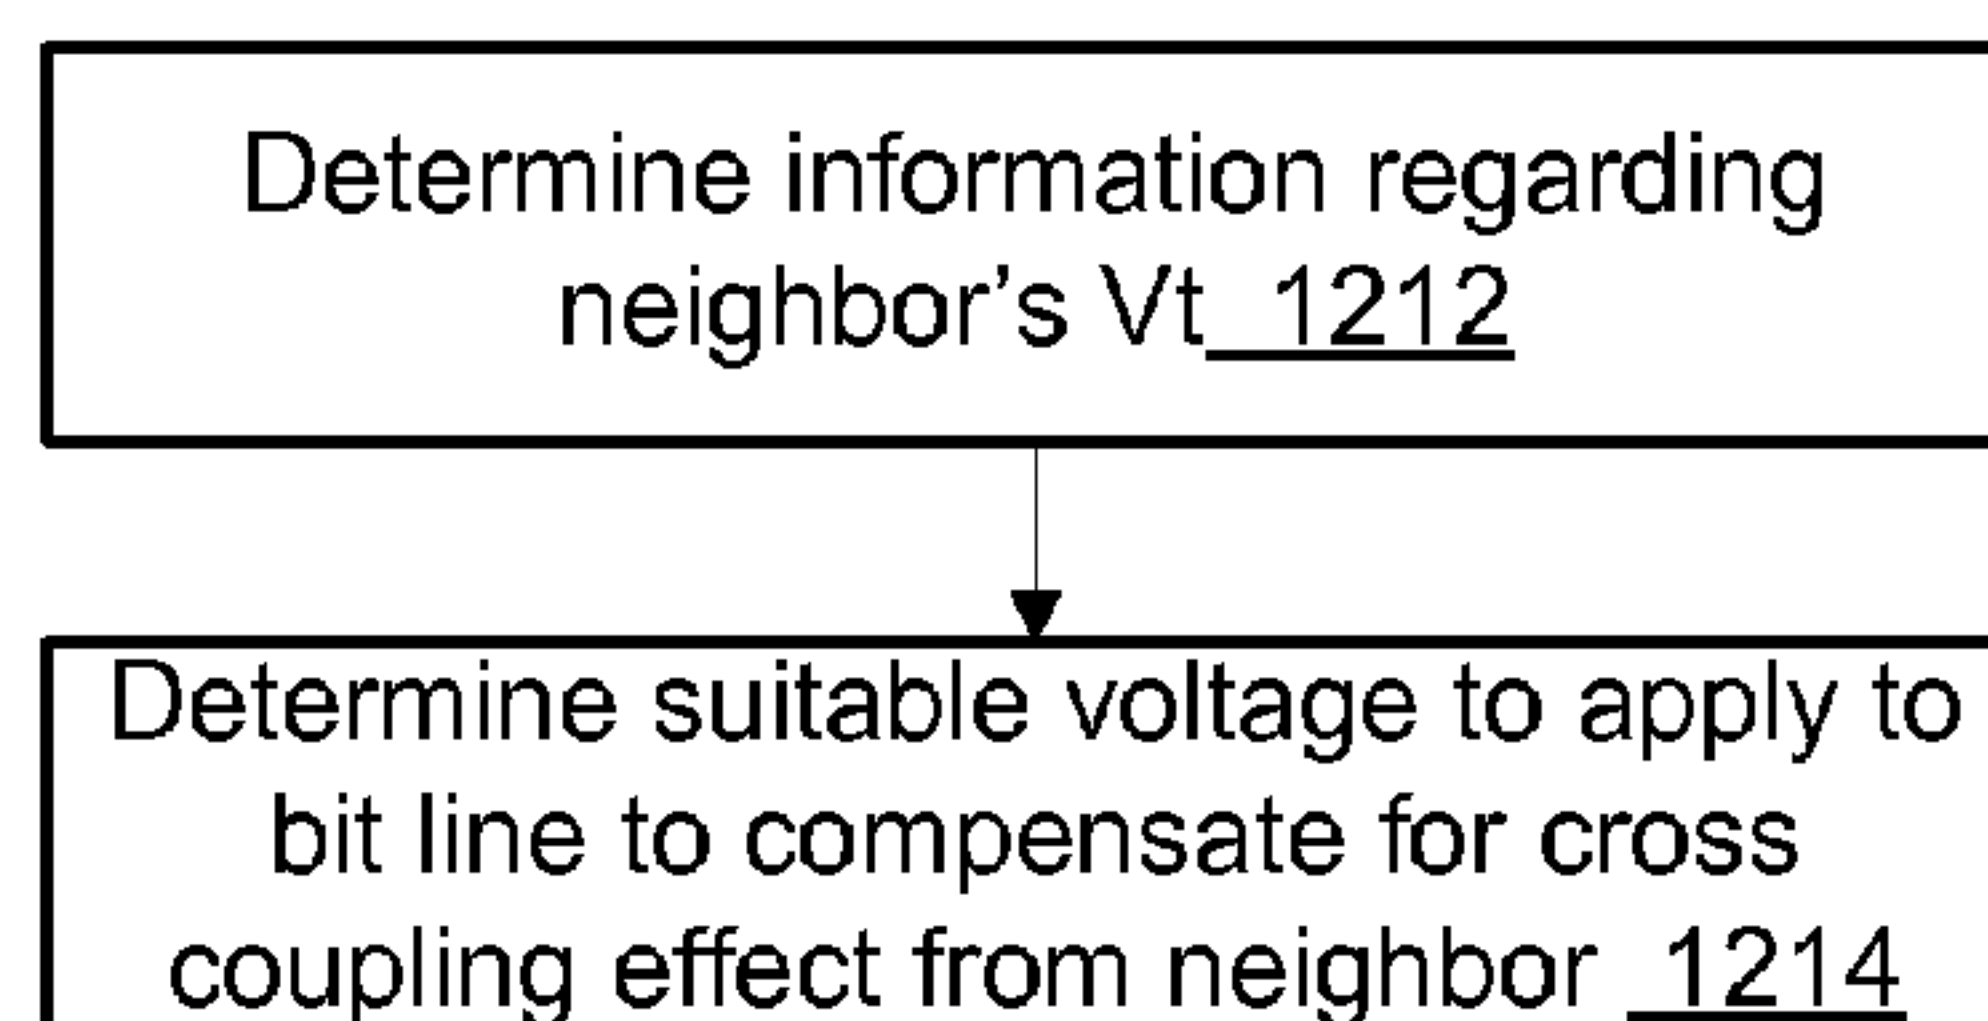 Determine information regarding
neighbor’s Vt 1212
Determine suitable voltage to apply to
bit line to compensate for cross
coupling effect from neighbor 1214